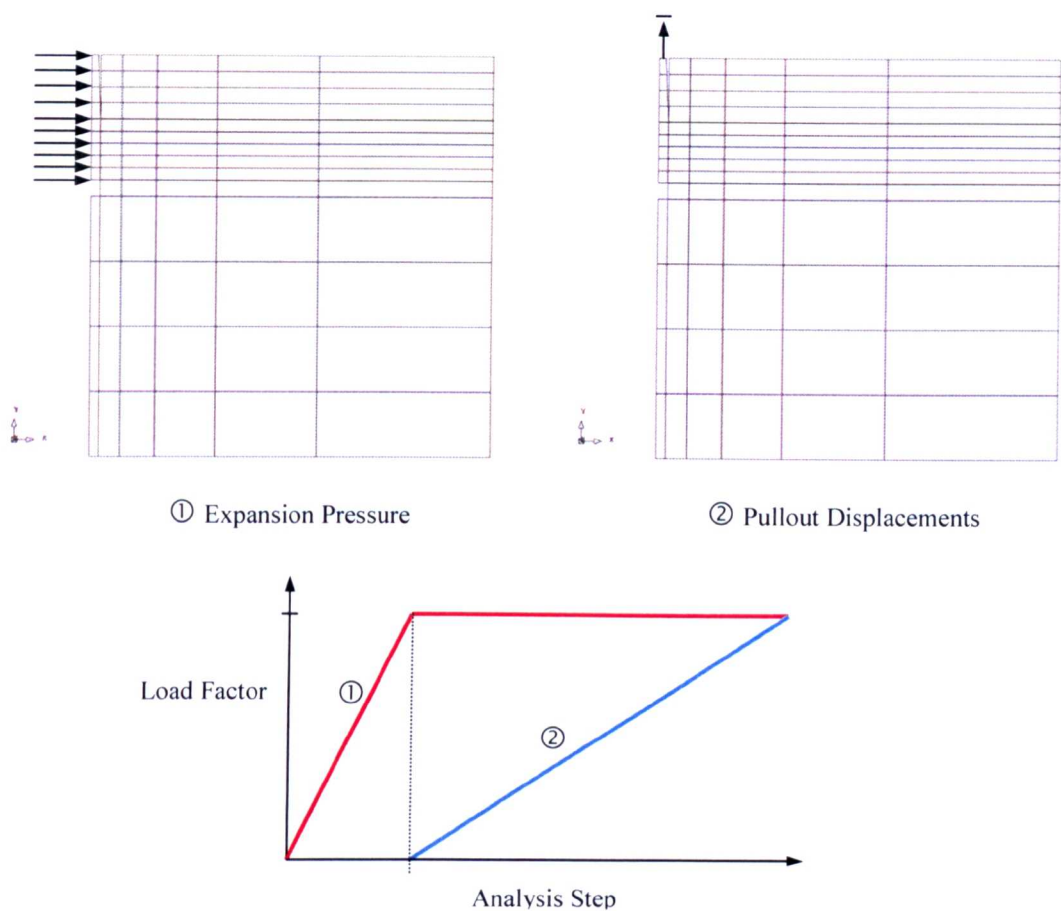 Y
X
Y
X
① Expansion Pressure
② Pullout Displacements
Load Factor
①
②
Analysis Step